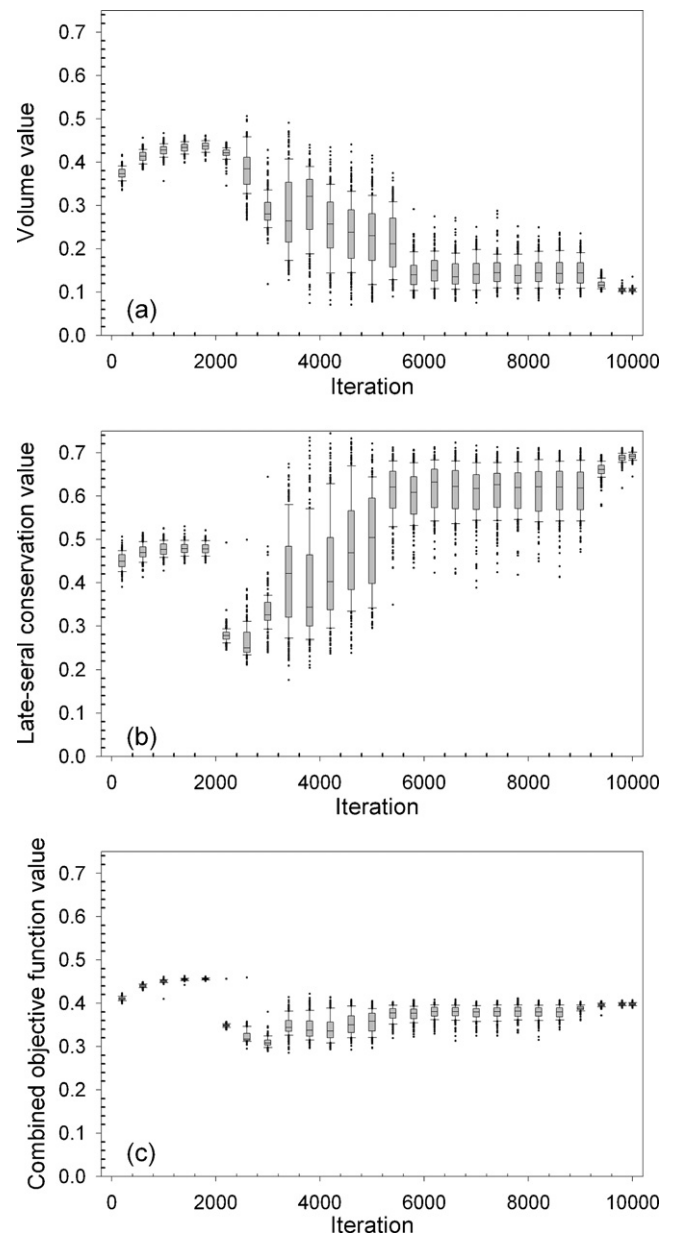 Volume value
0.7
0.6
0.5
0.4
0.3
0.2
0.1
0.0
(a)
0 2000 4000 6000 8000 10000
Iteration
Late-seral conservation value
0.7
0.6
0.5
0.4
0.3
0.2
0.1
0.0
(b)
0 2000 4000 6000 8000 10000
Iteration
Combined objective function value
0.7
0.6
0.5
0.4
0.3
0.2
0.1
0.0
(c)
0 2000 4000 6000 8000 10000
Iteration